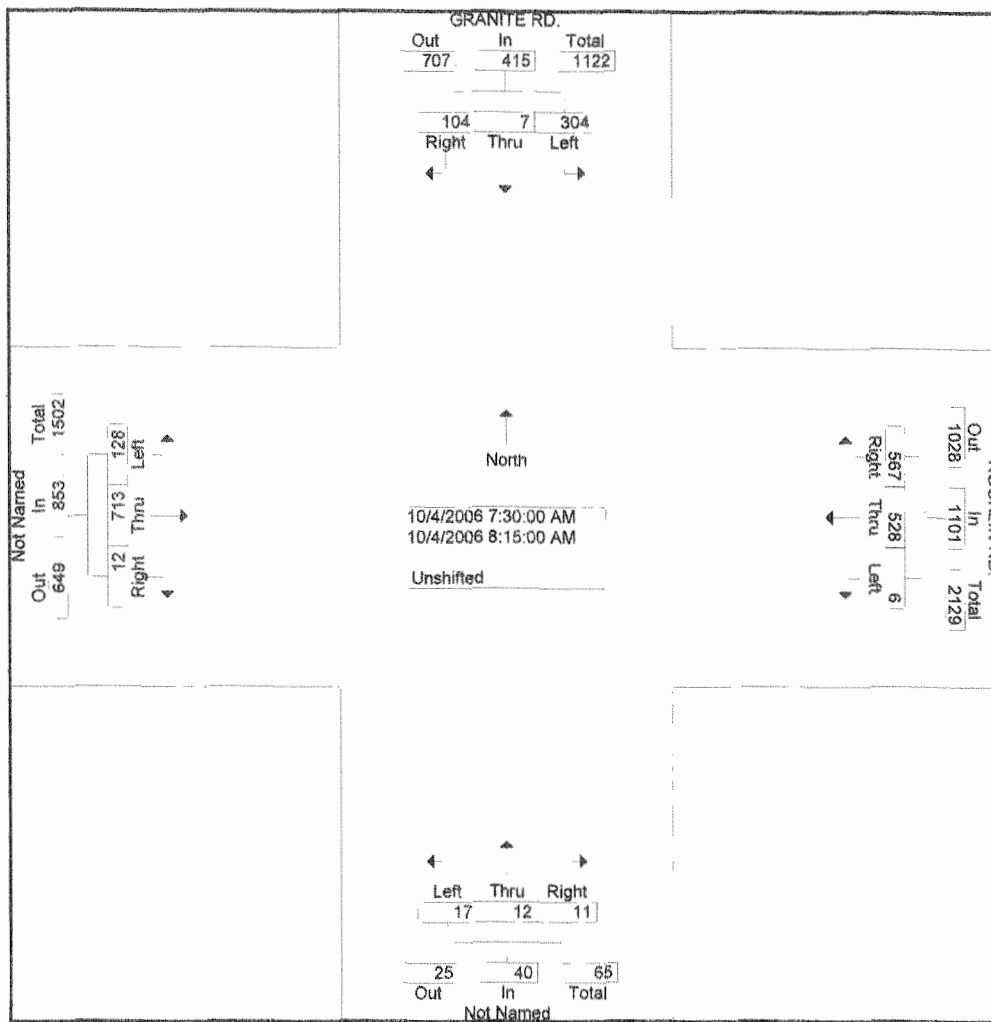 GRANITE RD.
Out In Total
707 415 1122
104 7 304
Right Thru Left
Not Named
Out In Total
649 853 1502
12 713 128
Right Thru Left
North
10/4/2006 7:30:00 AM
10/4/2006 8:15:00 AM
Unshifted
Right Thru Left
567 528 6
Out In Total
1028 1101 2129
Left Thru Right
17 12 11
25 40 65
Out In Total
Not Named